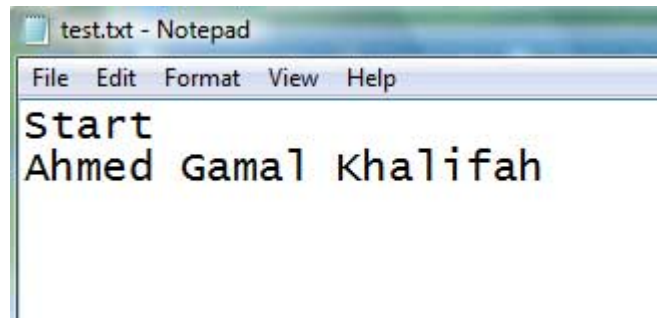 test.txt - Notepad
File Edit Format View Help
Start
Ahmed Gamal Khalifah